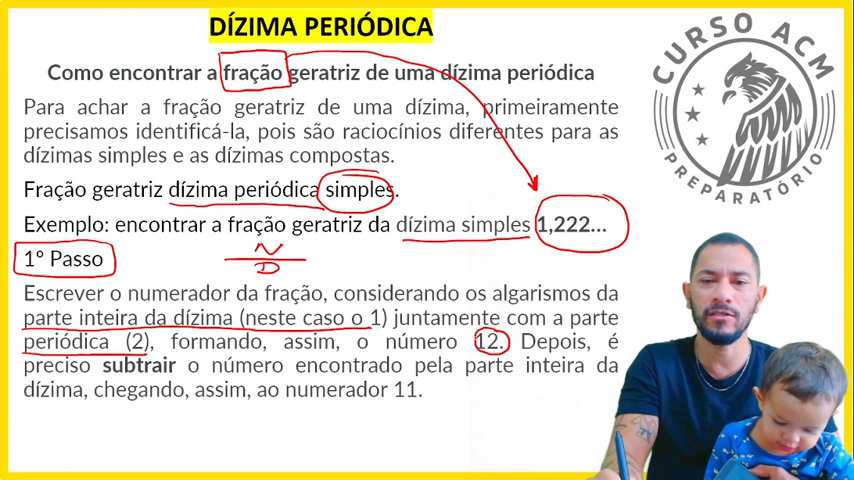 DÍZIMA PERIÓDICA
Como encontrar a fração geratriz de uma dízima periódica
Para achar a fração geratriz de uma dízima, primeiramente
precisamos identificá-la, pois são raciocínios diferentes para as
dízimas simples e as dízimas compostas.
Fração geratriz dízima periódica simples.
Exemplo: encontrar a fração geratriz da dízima simples 1,222...
1º Passo
N
D
Escrever o numerador da fração, considerando os algarismos da
parte inteira da dízima (neste caso o 1) juntamente com a parte
periódica (2), formando, assim, o número 12. Depois, é
preciso subtrair o número encontrado pela parte inteira da
dízima, chegando, assim, ao numerador 11.
CURSO ACM
PREPARATÓRIO